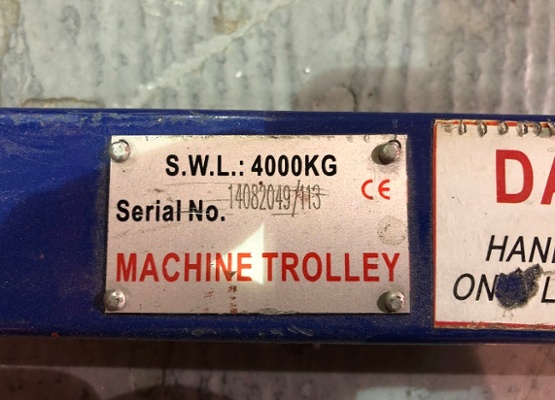 S.W.L.: 4000KG
14082049/113
Serial No.
CE
MACHINE TROLLEY
DA
HAN
ON